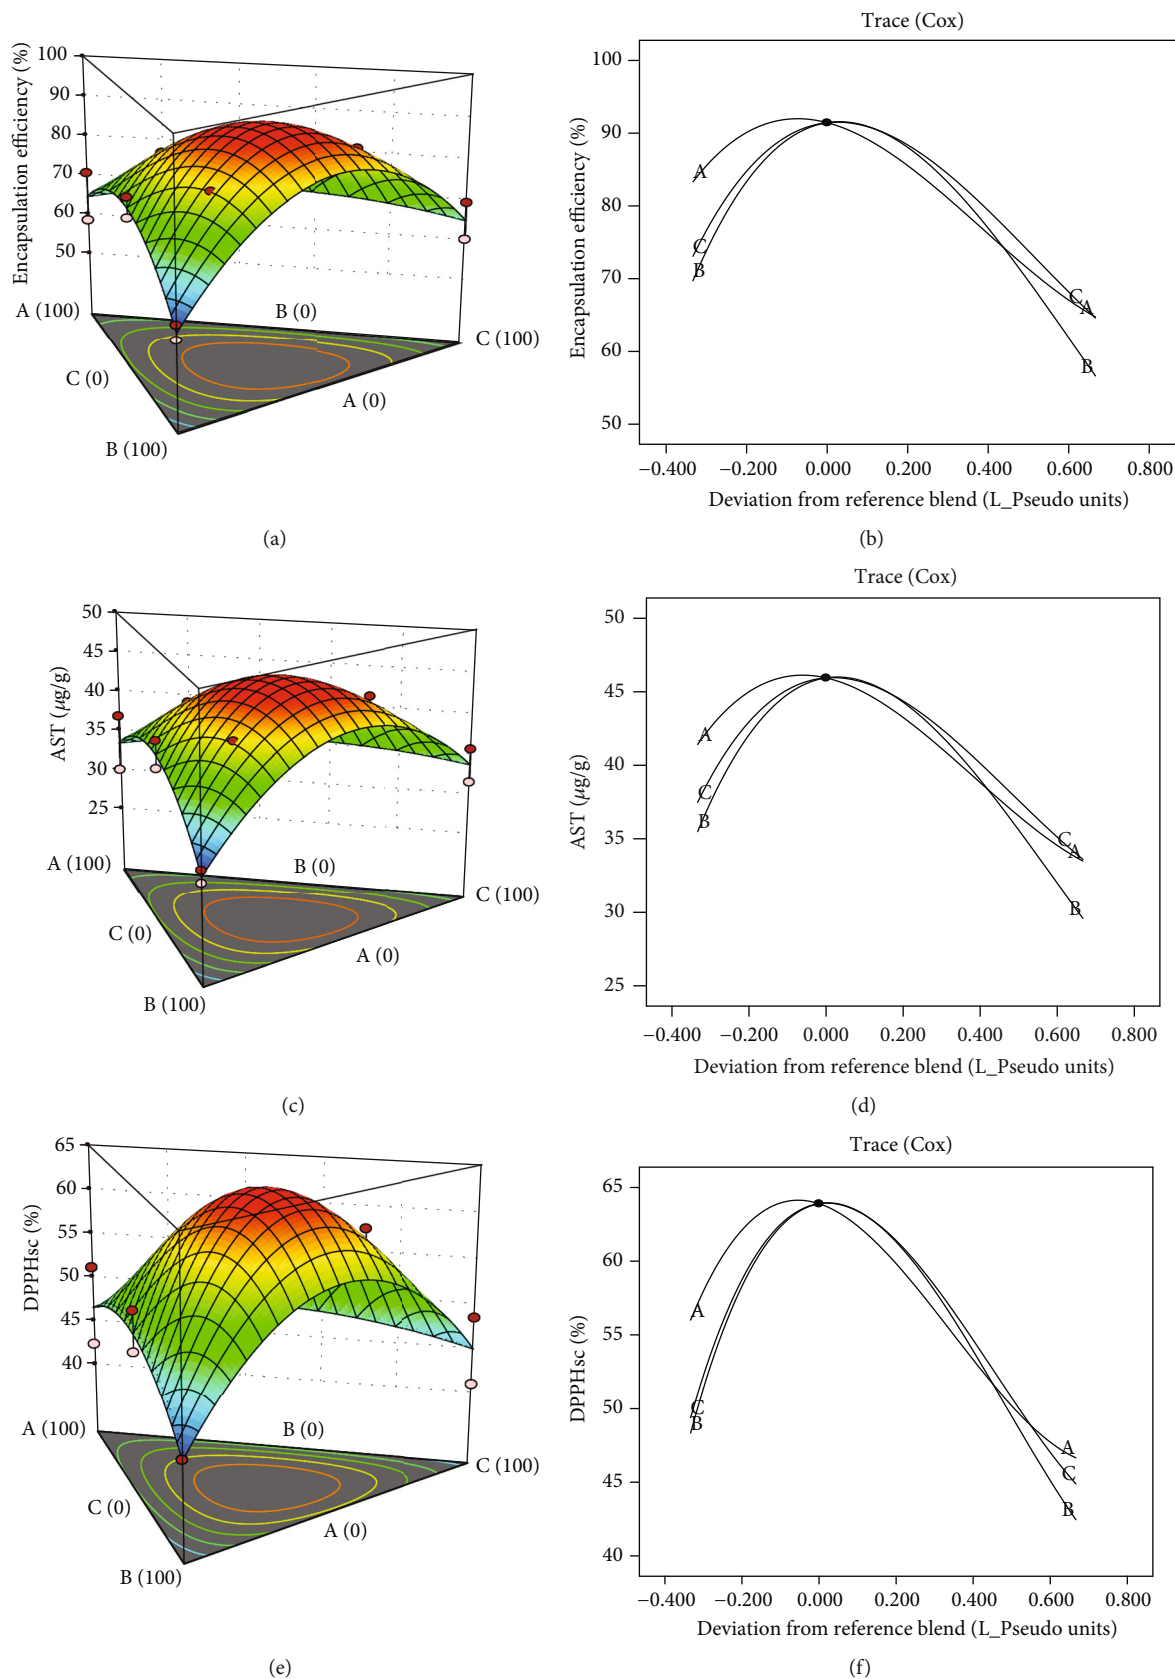 100
90
80
70
60
50
Encapsulation efficiency (%)
A (100)
B (0)
C (100)
C (0)
A (0)
B (100)
(a)
Trace (Cox)
100
90
80
70
60
50
Encapsulation efficiency (%)
A
C
B
C
A
B
−0.400 −0.200 0.000 0.200 0.400 0.600 0.800
Deviation from reference blend (L_Pseudo units)
(b)
50
45
40
35
30
25
AST (μg/g)
A (100)
B (0)
C (100)
C (0)
A (0)
B (100)
(c)
Trace (Cox)
50
45
40
35
30
25
AST (μg/g)
A
C
B
C
A
B
−0.400 −0.200 0.000 0.200 0.400 0.600 0.800
Deviation from reference blend (L_Pseudo units)
(d)
65
60
55
50
45
40
DPPHsc (%)
A (100)
B (0)
C (100)
C (0)
A (0)
B (100)
(e)
Trace (Cox)
65
60
55
50
45
40
DPPHsc (%)
A
C
B
A
C
B
−0.400 −0.200 0.000 0.200 0.400 0.600 0.800
Deviation from reference blend (L_Pseudo units)
(f)